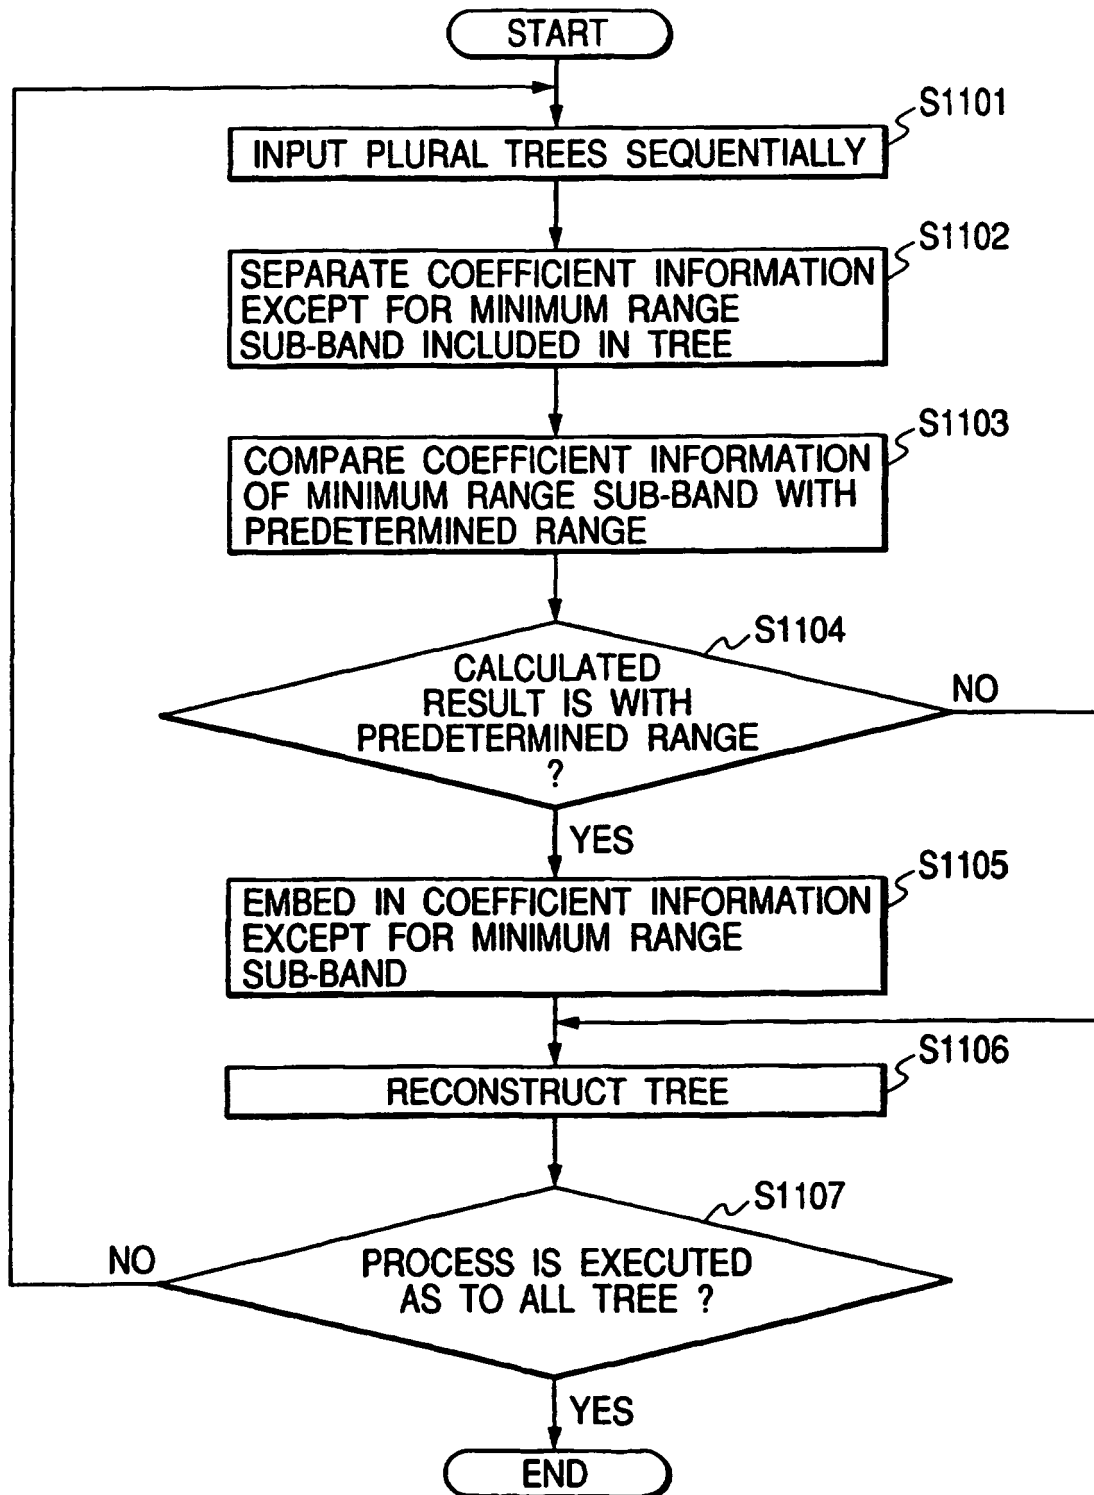 START
S1101
INPUT PLURAL TREES SEQUENTIALLY
S1102
SEPARATE COEFFICIENT INFORMATION
EXCEPT FOR MINIMUM RANGE
SUB-BAND INCLUDED IN TREE
S1103
COMPARE COEFFICIENT INFORMATION
OF MINIMUM RANGE SUB-BAND WITH
PREDETERMINED RANGE
S1104
CALCULATED
RESULT IS WITH
PREDETERMINED RANGE
?
NO
YES
S1105
EMBED IN COEFFICIENT INFORMATION
EXCEPT FOR MINIMUM RANGE
SUB-BAND
S1106
RECONSTRUCT TREE
S1107
NO
PROCESS IS EXECUTED
AS TO ALL TREE ?
YES
END